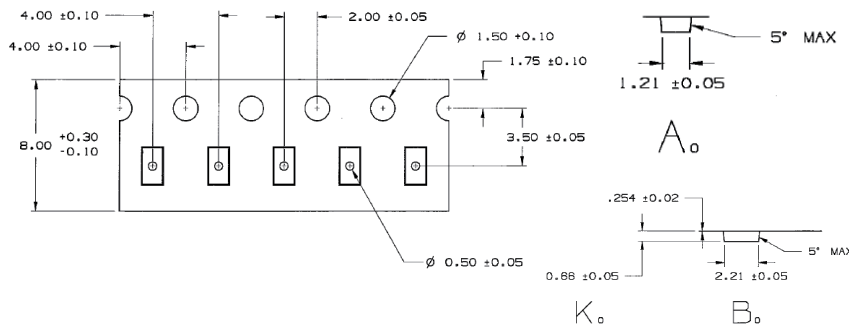 4.00 ±0.10
2.00 ±0.05
4.00 ±0.10
ϕ 1.50 +0.10
1.75 ±0.10
8.00 +0.30
-0.10
3.50 ±0.05
ϕ 0.50 ±0.05
5° MAX
1.21 ±0.05
A₀
.254 ±0.02
5° MAX
0.88 ±0.05
2.21 ±0.05
K₀
B₀